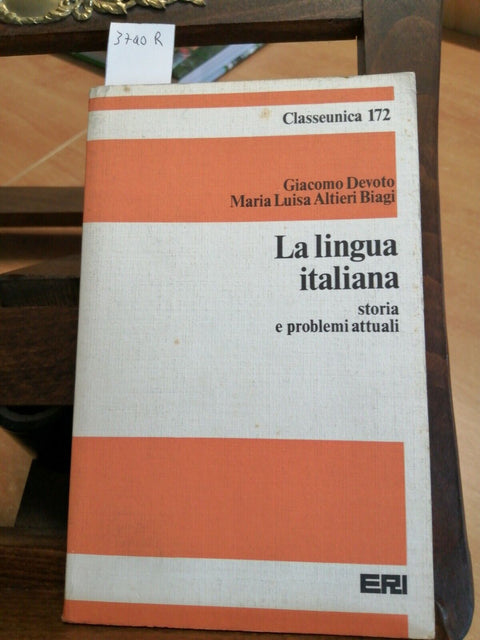 3740 R
Classeunica 172
Giacomo Devoto
Maria Luisa Altieri Biagi
La lingua
italiana
storia
e problemi attuali
ERI